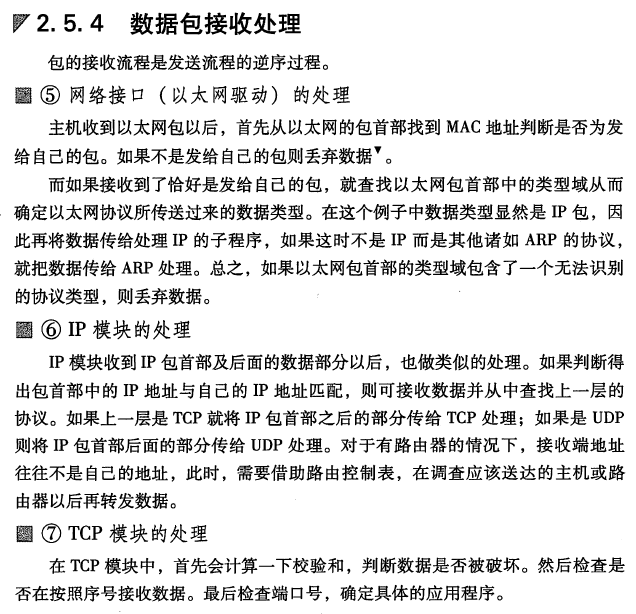 2.5.4 数据包接收处理
包的接收流程是发送流程的逆序过程。
⑤ 网络接口（以太网驱动）的处理
主机收到以太网包以后，首先从以太网的包首部找到 MAC 地址判断是否为发
给自己的包。如果不是发给自己的包则丢弃数据▼。
而如果接收到了恰好是发给自己的包，就查找以太网包首部中的类型域从而
确定以太网协议所传送过来的数据类型。在这个例子中数据类型显然是 IP 包，因
此再将数据传给处理 IP 的子程序，如果这时不是 IP 而是其他诸如 ARP 的协议，
就把数据传给 ARP 处理。总之，如果以太网包首部的类型域包含了一个无法识别
的协议类型，则丢弃数据。
⑥ IP 模块的处理
IP 模块收到 IP 包首部及后面的数据部分以后，也做类似的处理。如果判断得
出包首部中的 IP 地址与自己的 IP 地址匹配，则可接收数据并从中查找上一层的
协议。如果上一层是 TCP 就将 IP 包首部之后的部分传给 TCP 处理；如果是 UDP
则将 IP 包首部后面的部分传给 UDP 处理。对于有路由器的情况下，接收端地址
往往不是自己的地址，此时，需要借助路由控制表，在调查应该送达的主机或路
由器以后再转发数据。
⑦ TCP 模块的处理
在 TCP 模块中，首先会计算一下校验和，判断数据是否被破坏。然后检查是
否在按照序号接收数据。最后检查端口号，确定具体的应用程序。